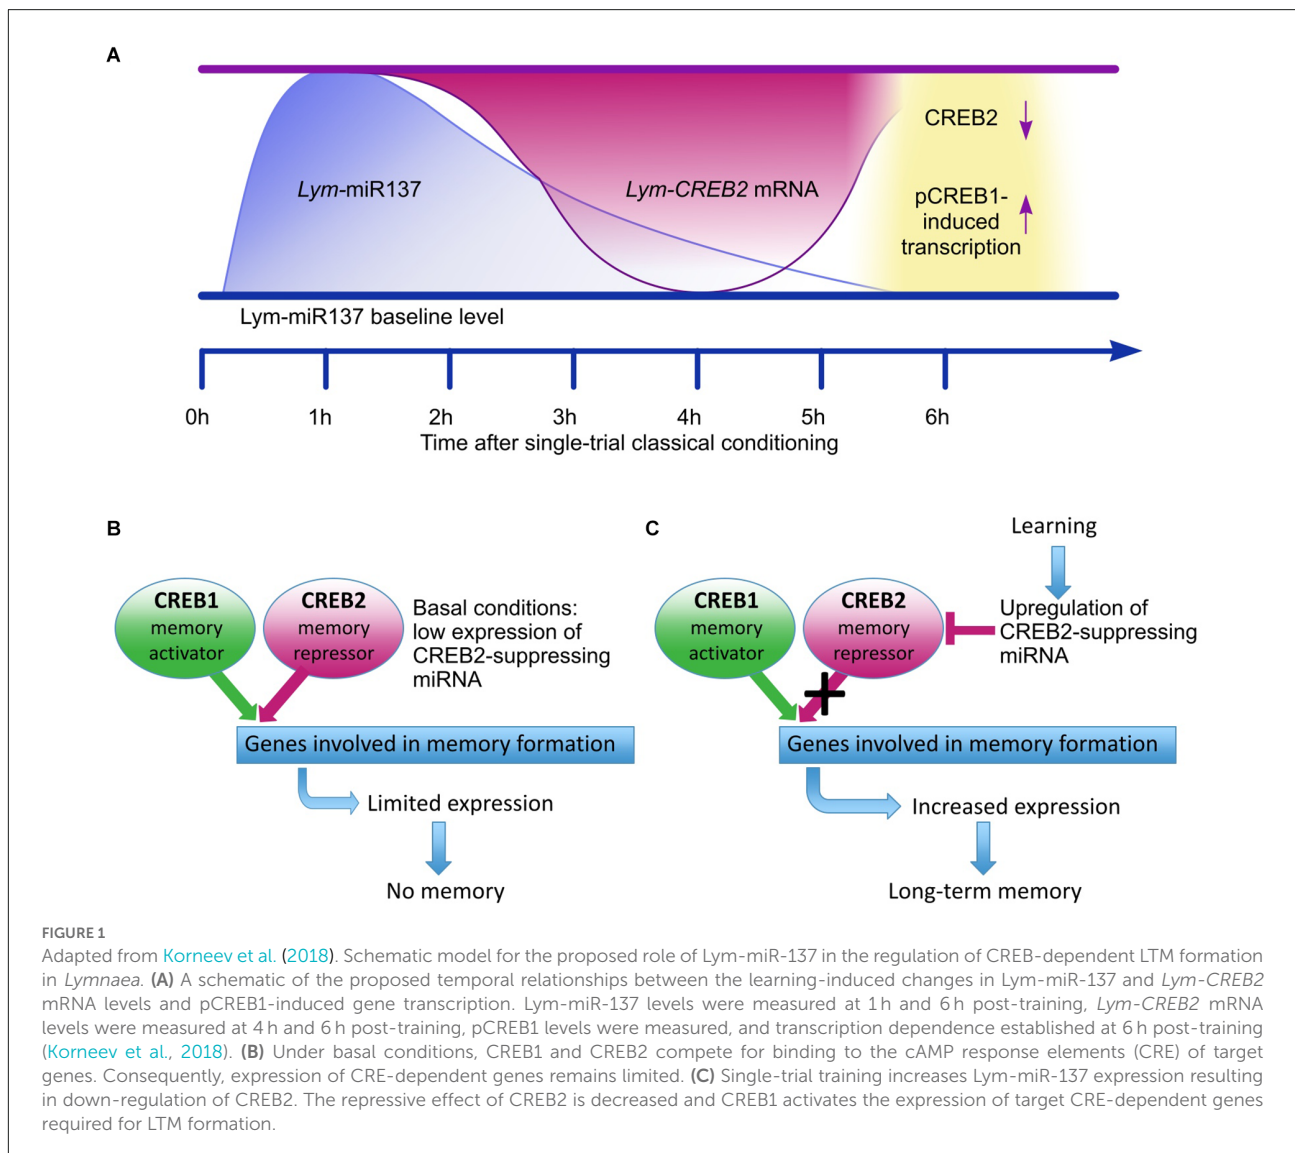 A
Lym-miR137
Lym-CREB2 mRNA
CREB2
pCREB1-
induced
transcription
Lym-miR137 baseline level
0h 1h 2h 3h 4h 5h 6h
Time after single-trial classical conditioning
B
CREB1
memory
activator
CREB2
memory
repressor
Basal conditions:
low expression of
CREB2-suppressing
miRNA
Genes involved in memory formation
Limited expression
No memory
C
Learning
CREB1
memory
activator
CREB2
memory
repressor
Upregulation of
CREB2-suppressing
miRNA
Genes involved in memory formation
Increased expression
Long-term memory
FIGURE 1
Adapted from Korneev et al. (2018). Schematic model for the proposed role of Lym-miR-137 in the regulation of CREB-dependent LTM formation
in Lymnaea. (A) A schematic of the proposed temporal relationships between the learning-induced changes in Lym-miR-137 and Lym-CREB2
mRNA levels and pCREB1-induced gene transcription. Lym-miR-137 levels were measured at 1 h and 6 h post-training, Lym-CREB2 mRNA
levels were measured at 4 h and 6 h post-training, pCREB1 levels were measured, and transcription dependence established at 6 h post-training
(Korneev et al., 2018). (B) Under basal conditions, CREB1 and CREB2 compete for binding to the cAMP response elements (CRE) of target
genes. Consequently, expression of CRE-dependent genes remains limited. (C) Single-trial training increases Lym-miR-137 expression resulting
in down-regulation of CREB2. The repressive effect of CREB2 is decreased and CREB1 activates the expression of target CRE-dependent genes
required for LTM formation.